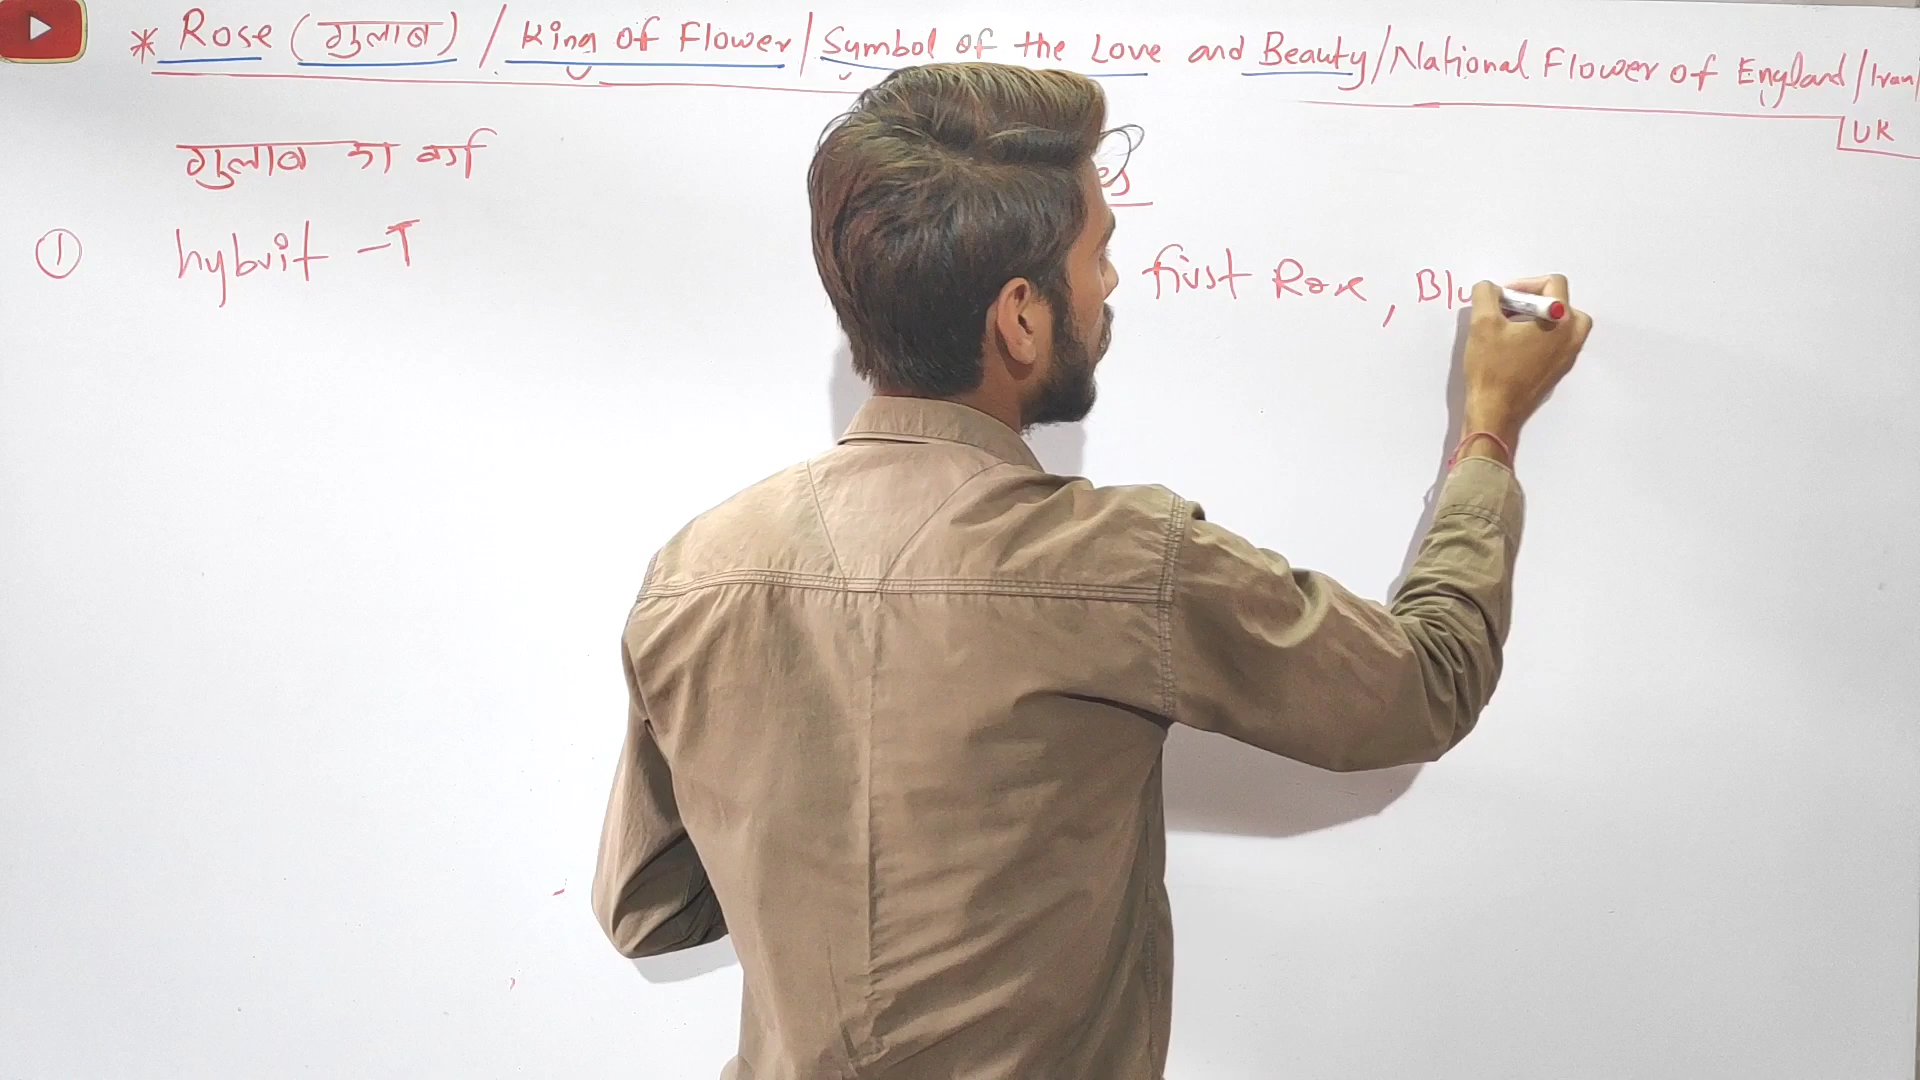 * Rose (गुलाब) / King of Flower / Symbol of the Love and Beauty / National Flower of England / Iran /
UK
गुलाब का वर्ग
① hybrit -T
first Rose , Blu